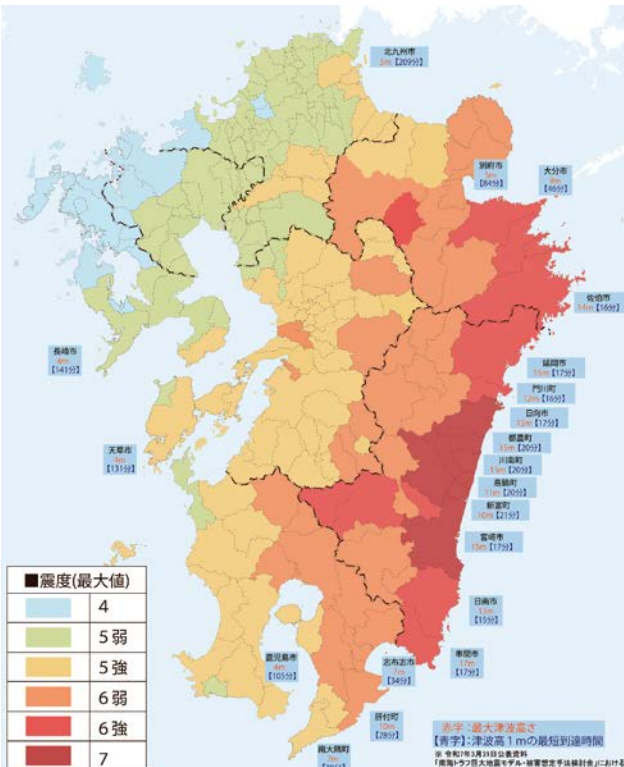 北九州市
3m【209分】
別府市
5m【84分】
大分市
9m【46分】
佐伯市
14m【16分】
延岡市
15m【17分】
門川町
12m【16分】
日向市
15m【17分】
都農町
15m【20分】
川南町
13m【20分】
高鍋町
11m【20分】
新富町
10m【21分】
宮崎市
15m【17分】
日南市
15m
【15分】
串間市
17m
【17分】
長崎市
4m
【141分】
天草市
4m
【131分】
鹿児島市
4m
【105分】
志布志市
7m
【34分】
肝付町
10m
【28分】
南大隅町
7m
■震度(最大値)
4
5弱
5強
6弱
6強
7
赤字：最大津波高さ
【青字】：津波高1mの最短到達時間
※ 令和7年3月31日公表資料
「南海トラフ巨大地震モデル・被害想定手法検討会」における